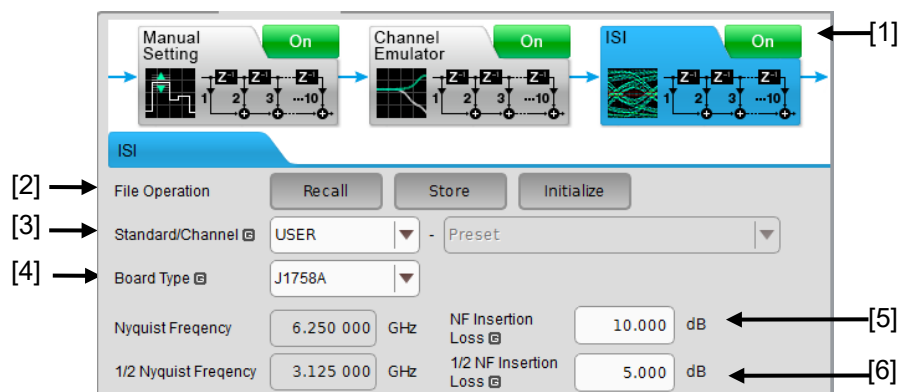 Manual Setting On Channel Emulator On ISI On [1]
Z⁻¹ Z⁻¹ Z⁻¹ Z⁻¹ Z⁻¹ Z⁻¹ Z⁻¹ Z⁻¹ Z⁻¹
1 2 3 ...10 1 2 3 ...10 1 2 3 ...10
ISI
[2] File Operation Recall Store Initialize
[3] Standard/Channel G USER - Preset
[4] Board Type G J1758A
Nyquist Freqency 6.250 000 GHz NF Insertion Loss G 10.000 dB [5]
1/2 Nyquist Freqency 3.125 000 GHz 1/2 NF Insertion Loss G 5.000 dB [6]